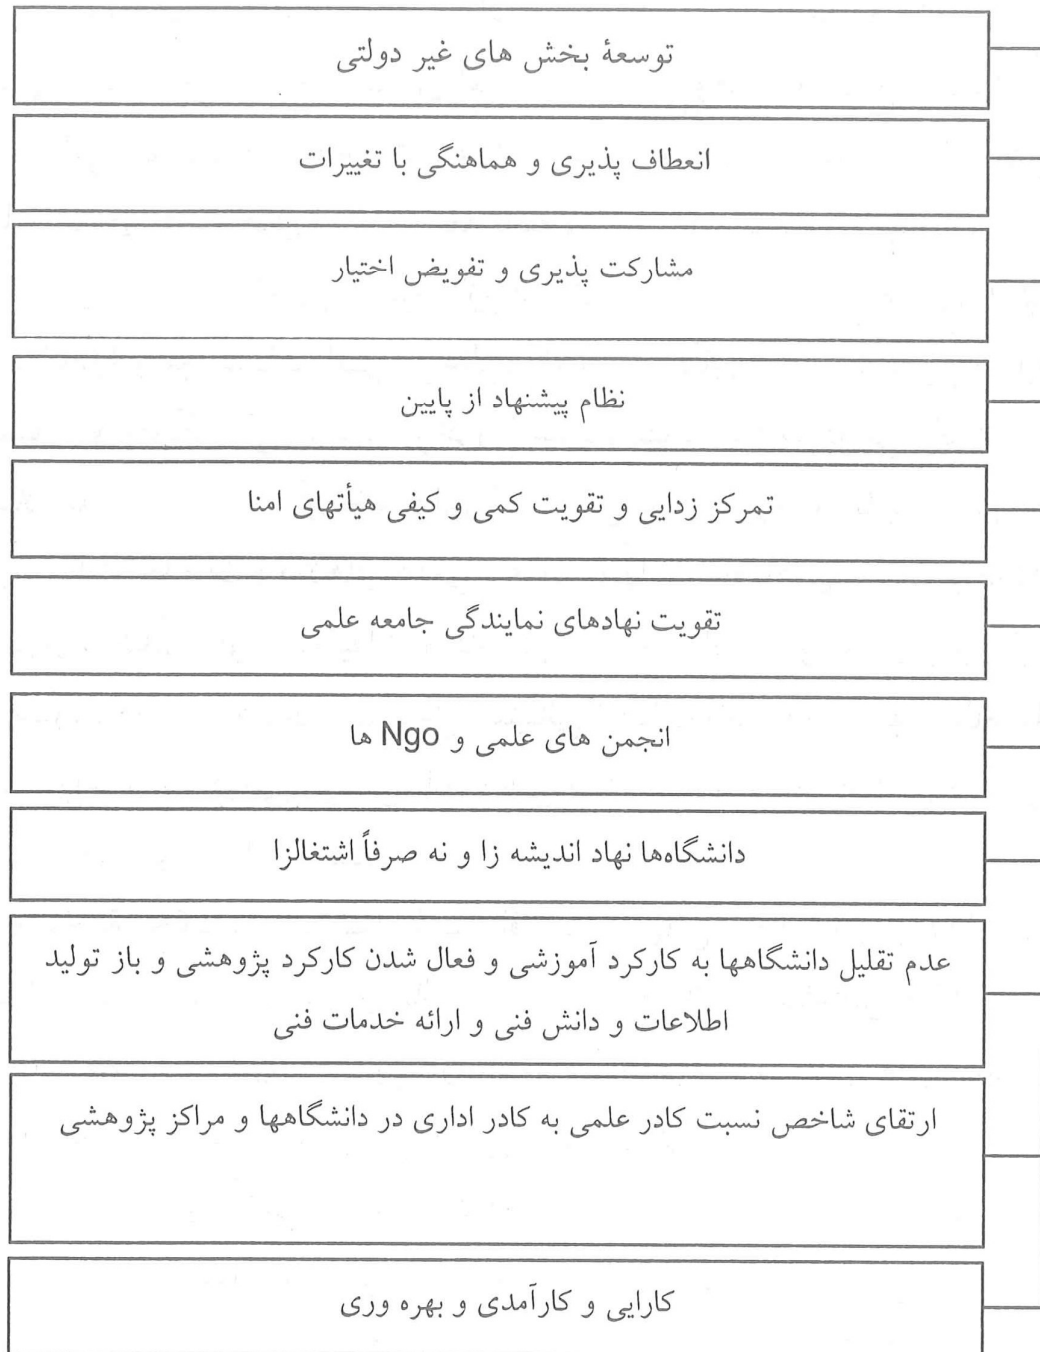 توسعهٔ بخش های غیر دولتی
انعطاف پذیری و هماهنگی با تغییرات
مشارکت پذیری و تفویض اختیار
نظام پیشنهاد از پایین
تمرکز زدایی و تقویت کمی و کیفی هیأتهای امنا
تقویت نهادهای نمایندگی جامعه علمی
انجمن های علمی و Ngo ها
دانشگاه‌ها نهاد اندیشه زا و نه صرفاً اشتغالزا
عدم تقلیل دانشگاهها به کارکرد آموزشی و فعال شدن کارکرد پژوهشی و باز تولید
اطلاعات و دانش فنی و ارائه خدمات فنی
ارتقای شاخص نسبت کادر علمی به کادر اداری در دانشگاهها و مراکز پژوهشی
کارایی و کارآمدی و بهره وری